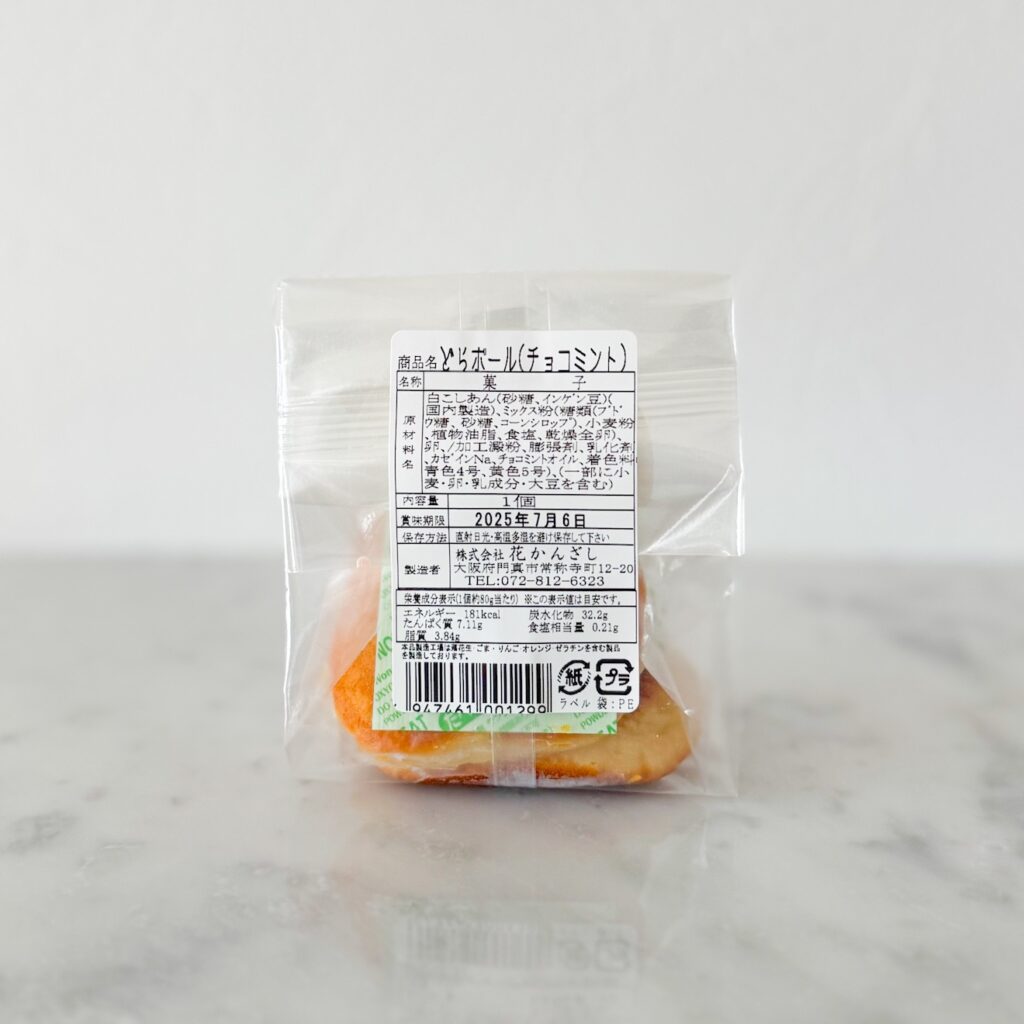 商品名 どらボール(チョコミント)
名称 菓子
原材料名 白こしあん(砂糖、インゲン豆)(
国内製造)、ミックス粉(糖類(ブド
ウ糖、砂糖、コーンシロップ)、小麦粉
、植物油脂、食塩、乾燥全卵)、
卵、/加工澱粉、膨張剤、乳化剤
、カゼインNa、チョコミントオイル、着色料(
青色4号、黄色5号)、(一部に小
麦・卵・乳成分・大豆を含む)
内容量 1個
賞味期限 2025年7月6日
保存方法 直射日光・高温多湿を避け保存して下さい
製造者 株式会社 花かんざし
大阪府門真市常称寺町12-20
TEL:072-812-6323
栄養成分表示(1個約80g当たり) ※この表示値は目安です。
エネルギー 181kcal 炭水化物 32.2g
たんぱく質 7.11g 食塩相当量 0.21g
脂質 3.84g
本品製造工場は落花生・ごま・りんご オレンジ ゼラチンを含む製品
を製造しております。
紙 プラ
947461 001299
ラベル 袋:PE